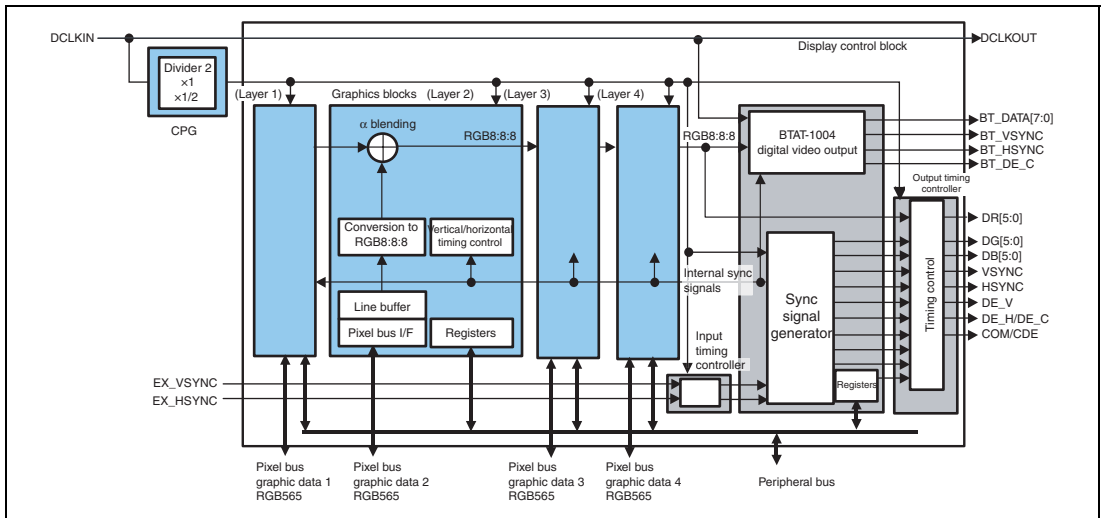 DCLKIN
DCLKOUT
Display control block
Divider 2
×1
×1/2
CPG
(Layer 1)
Graphics blocks
(Layer 2)
(Layer 3)
(Layer 4)
α blending
RGB8:8:8
RGB8:8:8
BTAT-1004
digital video output
BT_DATA[7:0]
BT_VSYNC
BT_HSYNC
BT_DE_C
Output timing
controller
Conversion to
RGB8:8:8
Vertical/horizontal
timing control
Internal sync
signals
Line buffer
Pixel bus I/F
Registers
Sync
signal
generator
Timing control
DR[5:0]
DG[5:0]
DB[5:0]
VSYNC
HSYNC
DE_V
DE_H/DE_C
COM/CDE
Input
timing
controller
Registers
EX_VSYNC
EX_HSYNC
Pixel bus
graphic data 1
RGB565
Pixel bus
graphic data 2
RGB565
Pixel bus
graphic data 3
RGB565
Pixel bus
graphic data 4
RGB565
Peripheral bus